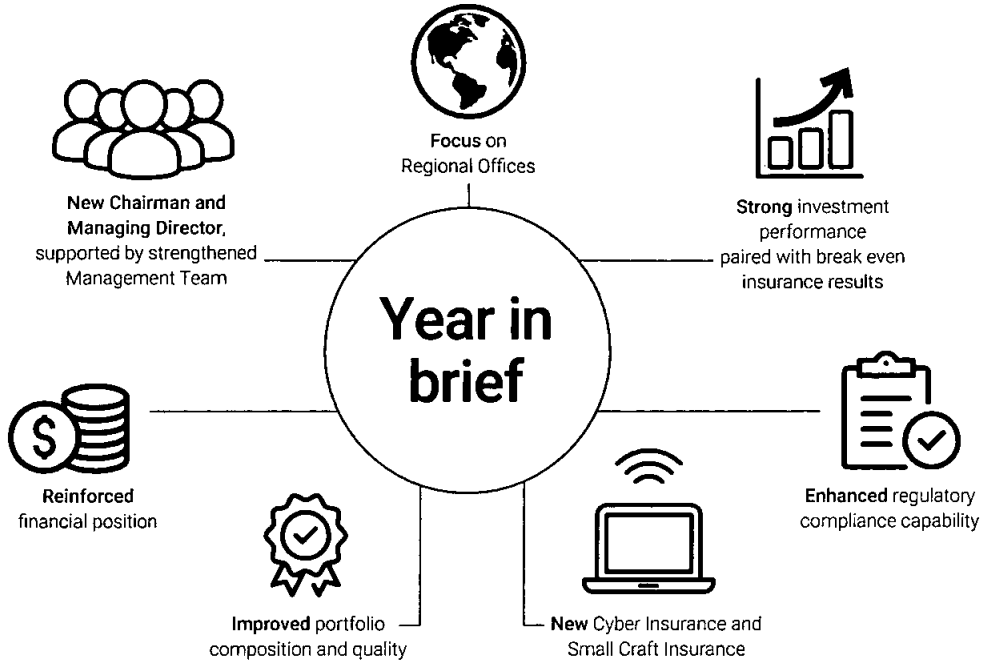 Focus on
Regional Offices
New Chairman and
Managing Director,
supported by strengthened
Management Team
Strong investment
performance
paired with break even
insurance results
Year in
brief
Reinforced
financial position
Enhanced regulatory
compliance capability
Improved portfolio
composition and quality
New Cyber Insurance and
Small Craft Insurance